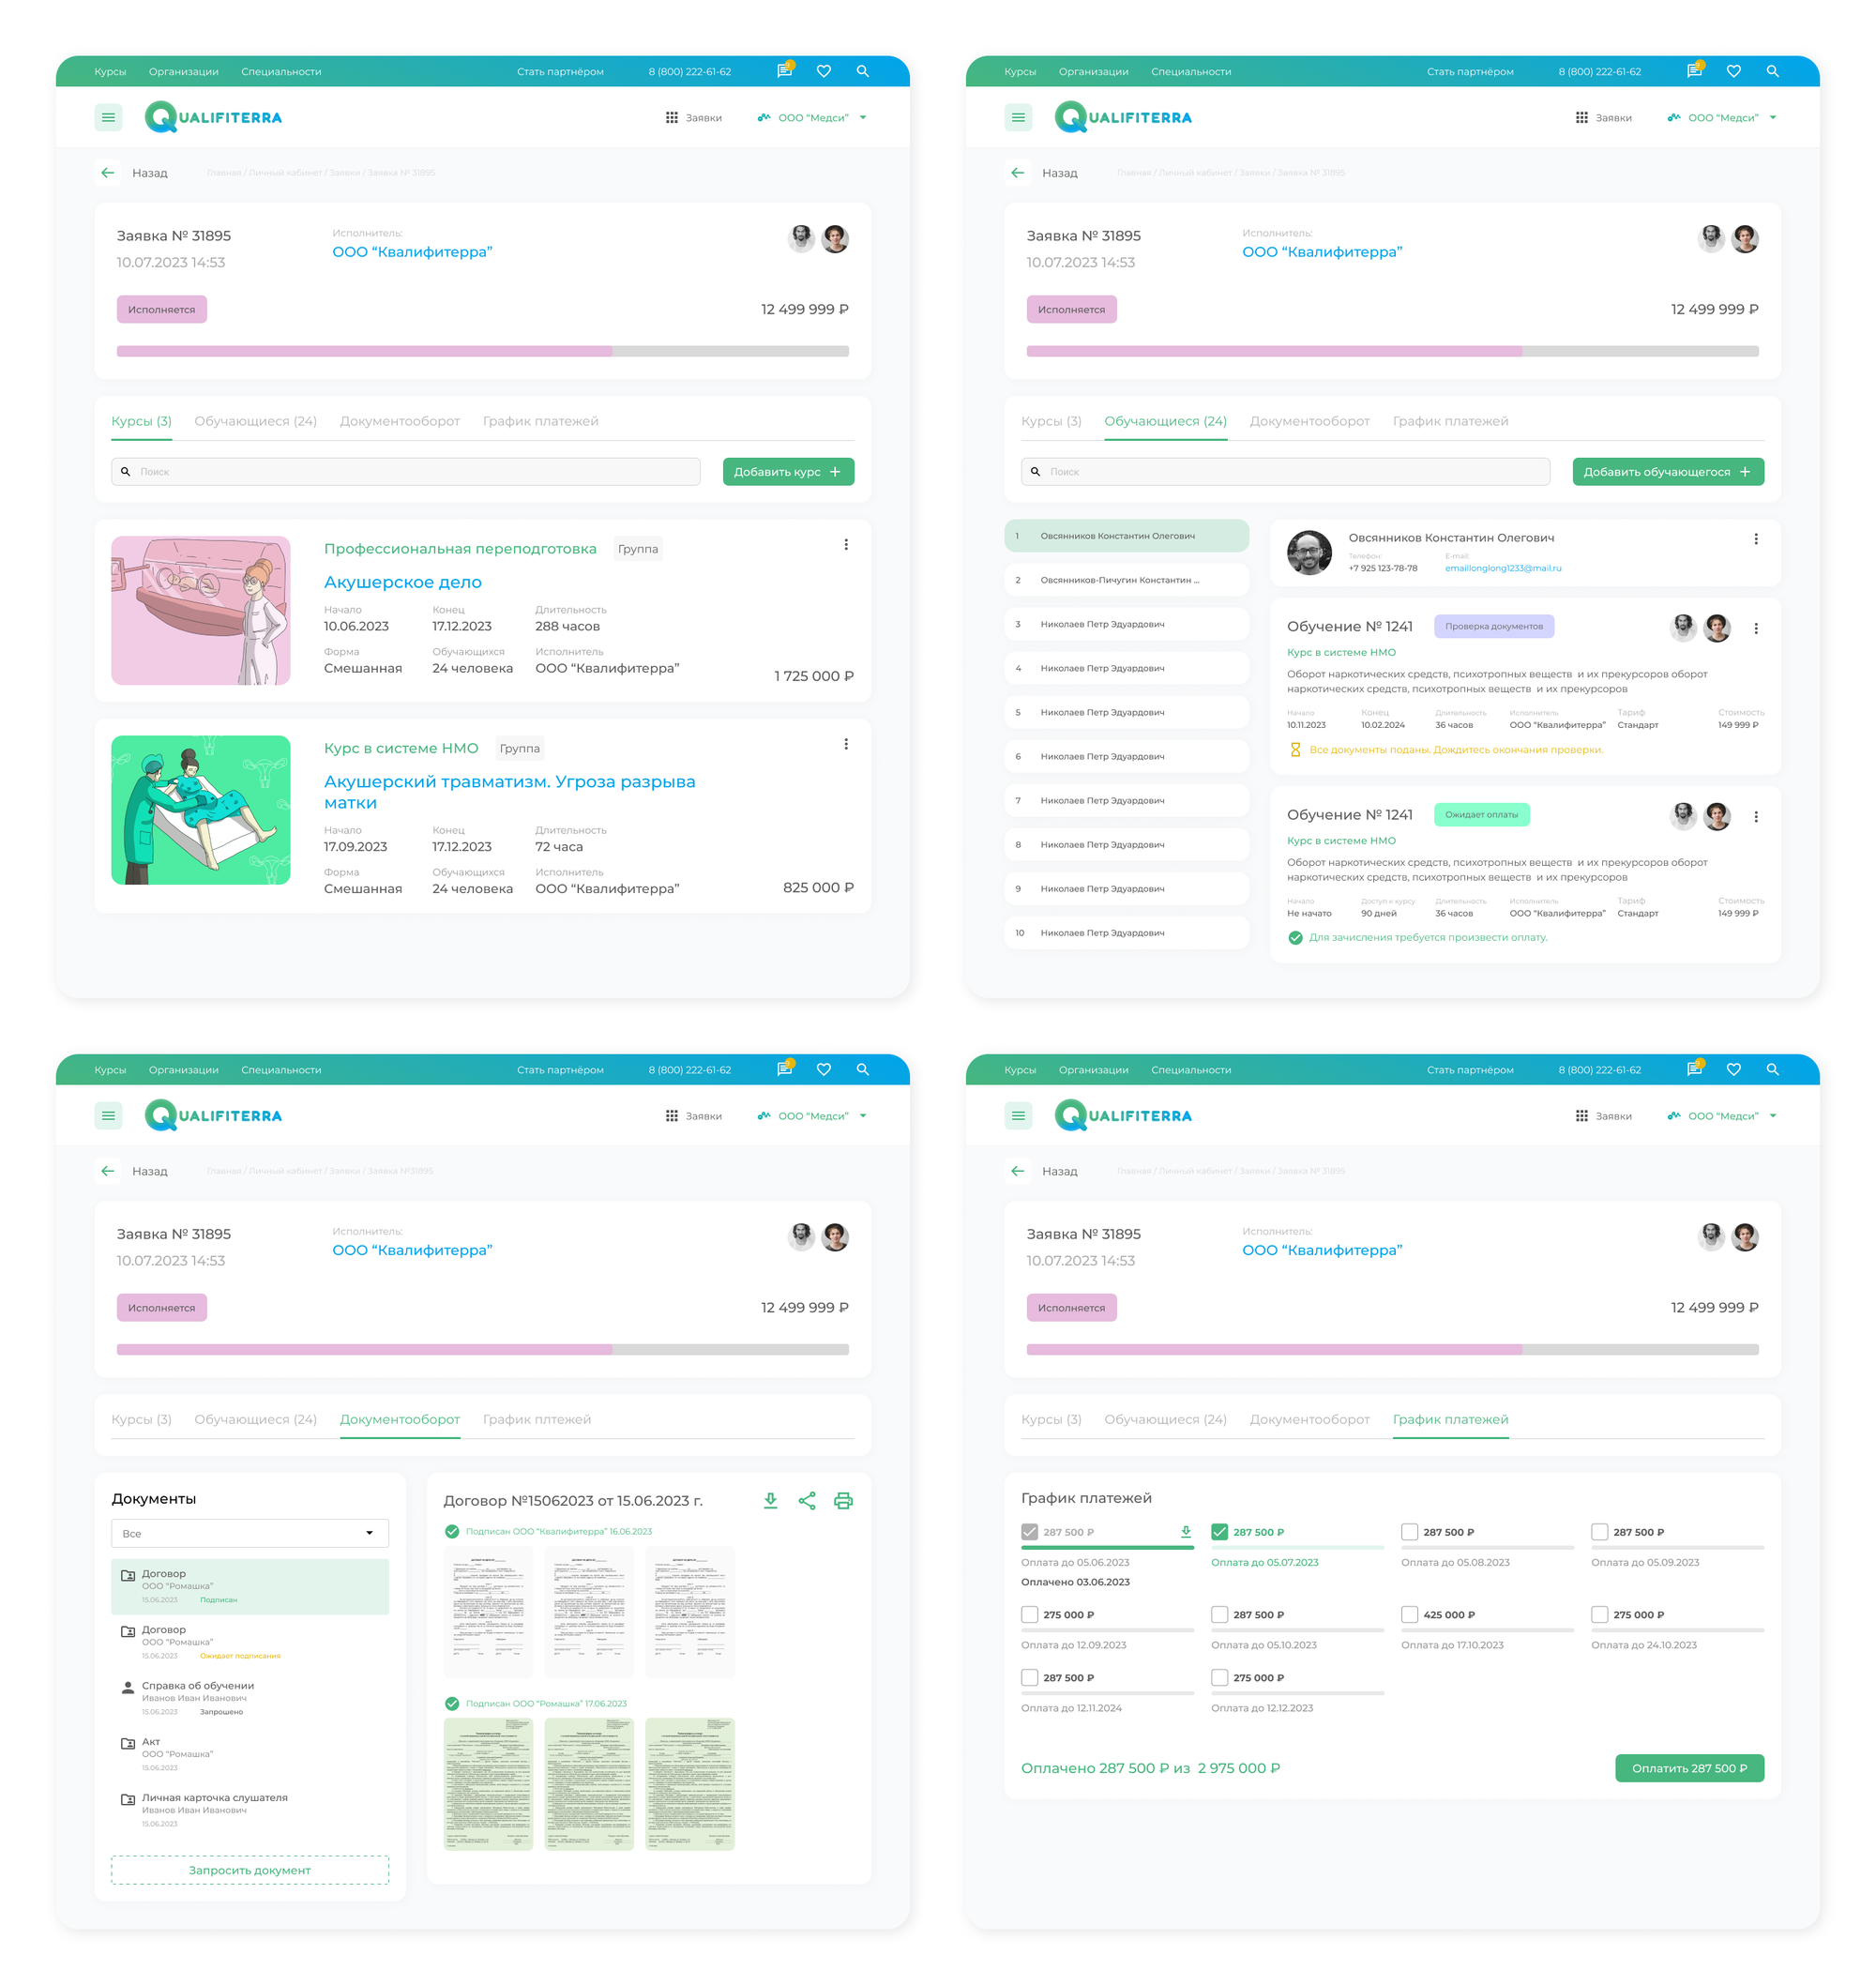 Курсы Организации Специальности Стать партнёром 8 (800) 222-61-62
QUALIFITERRA Заявки ООО “Медси”
Назад Главная / Личный кабинет / Заявки / Заявка № 31895
Заявка № 31895 Исполнитель:
ООО “Квалифитерра”
10.07.2023 14:53
Исполняется 12 499 999 ₽
Курсы (3) Обучающиеся (24) Документооборот График платежей
Поиск Добавить курс
Профессиональная переподготовка Группа
Акушерское дело
Начало Конец Длительность
10.06.2023 17.12.2023 288 часов
Форма Обучающихся Исполнитель
Смешанная 24 человека ООО “Квалифитерра”
1 725 000 ₽
Курс в системе НМО Группа
Акушерский травматизм. Угроза разрыва
матки
Начало Конец Длительность
17.09.2023 17.12.2023 72 часа
Форма Обучающихся Исполнитель
Смешанная 24 человека ООО “Квалифитерра” 825 000 ₽
Курсы Организации Специальности Стать партнёром 8 (800) 222-61-62
QUALIFITERRA Заявки ООО “Медси”
Назад Главная / Личный кабинет / Заявки / Заявка № 31895
Заявка № 31895 Исполнитель:
ООО “Квалифитерра”
10.07.2023 14:53
Исполняется 12 499 999 ₽
Курсы (3) Обучающиеся (24) Документооборот График платежей
Поиск Добавить обучающегося
1 Овсянников Константин Олегович
2 Овсянников-Пичугин Константин ...
3 Николаев Петр Эдуардович
4 Николаев Петр Эдуардович
5 Николаев Петр Эдуардович
6 Николаев Петр Эдуардович
7 Николаев Петр Эдуардович
8 Николаев Петр Эдуардович
9 Николаев Петр Эдуардович
10 Николаев Петр Эдуардович
Овсянников Константин Олегович
Телефон: E-mail:
+7 925 123-78-78 emaillonglong1233@mail.ru
Обучение № 1241 Проверка документов
Курс в системе НМО
Оборот наркотических средств, психотропных веществ и их прекурсоров оборот
наркотических средств, психотропных веществ и их прекурсоров
Начало Конец Длительность Исполнитель Тариф Стоимость
10.11.2023 10.02.2024 36 часов ООО “Квалифитерра” Стандарт 149 999 ₽
Все документы поданы. Дождитесь окончания проверки.
Обучение № 1241 Ожидает оплаты
Курс в системе НМО
Оборот наркотических средств, психотропных веществ и их прекурсоров оборот
наркотических средств, психотропных веществ и их прекурсоров
Начало Доступ к курсу Длительность Исполнитель Тариф Стоимость
Не начато 90 дней 36 часов ООО “Квалифитерра” Стандарт 149 999 ₽
Для зачисления требуется произвести оплату.
Курсы Организации Специальности Стать партнёром 8 (800) 222-61-62
QUALIFITERRA Заявки ООО “Медси”
Назад Главная / Личный кабинет / Заявки / Заявка №31895
Заявка № 31895 Исполнитель:
ООО “Квалифитерра”
10.07.2023 14:53
Исполняется 12 499 999 ₽
Курсы (3) Обучающиеся (24) Документооборот График плтежей
Документы
Все
Договор
ООО “Ромашка”
15.06.2023 Подписан
Договор
ООО “Ромашка”
15.06.2023 Ожидает подписания
Справка об обучении
Иванов Иван Иванович
15.06.2023 Запрошено
Акт
ООО “Ромашка”
15.06.2023
Личная карточка слушателя
Иванов Иван Иванович
15.06.2023
Запросить документ
Договор №15062023 от 15.06.2023 г.
Подписан ООО “Квалифитерра” 16.06.2023
Подписан ООО “Ромашка” 17.06.2023
Курсы Организации Специальности Стать партнёром 8 (800) 222-61-62
QUALIFITERRA Заявки ООО “Медси”
Назад Главная / Личный кабинет / Заявки / Заявка № 31895
Заявка № 31895 Исполнитель:
ООО “Квалифитерра”
10.07.2023 14:53
Исполняется 12 499 999 ₽
Курсы (3) Обучающиеся (24) Документооборот График платежей
График платежей
287 500 ₽ 287 500 ₽ 287 500 ₽ 287 500 ₽
Оплата до 05.06.2023 Оплата до 05.07.2023 Оплата до 05.08.2023 Оплата до 05.09.2023
Оплачено 03.06.2023
275 000 ₽ 287 500 ₽ 425 000 ₽ 275 000 ₽
Оплата до 12.09.2023 Оплата до 05.10.2023 Оплата до 17.10.2023 Оплата до 24.10.2023
287 500 ₽ 275 000 ₽
Оплата до 12.11.2024 Оплата до 12.12.2023
Оплачено 287 500 ₽ из 2 975 000 ₽ Оплатить 287 500 ₽